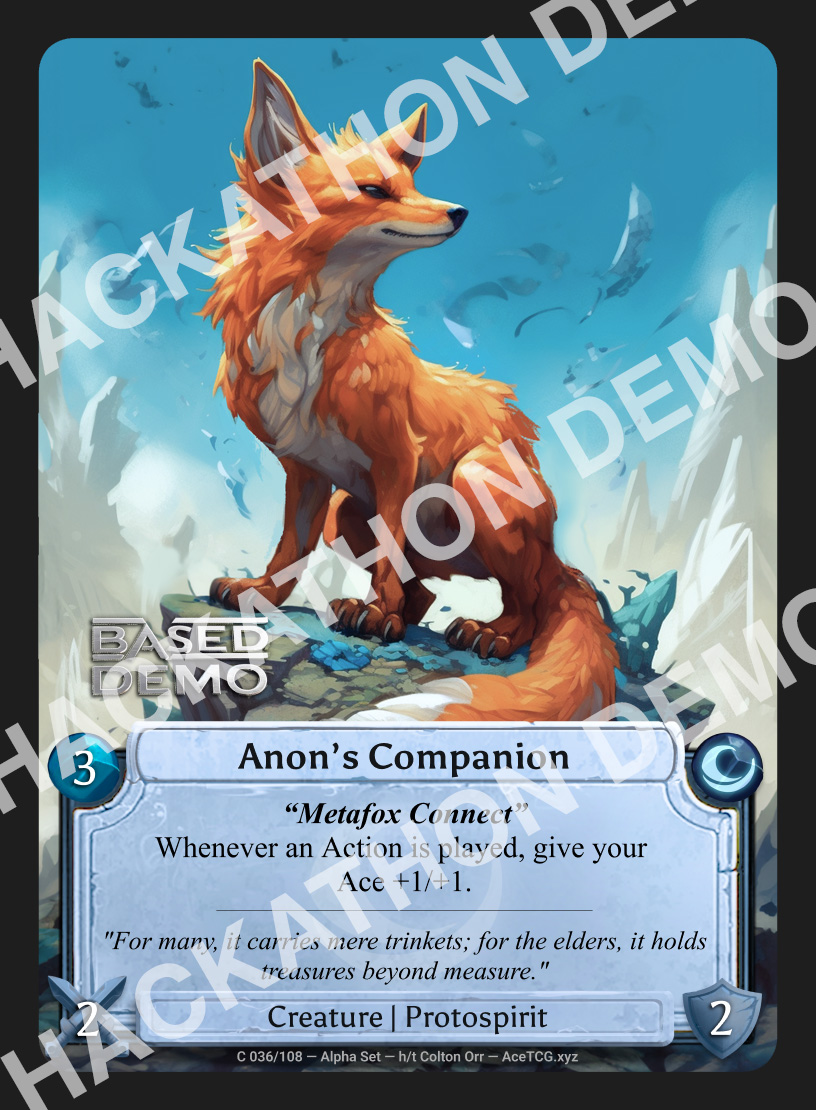 HACKATHON DEMO
HACKATHON DEMO
HACKATHON DEMO
BASED
DEMO
3
Anon’s Companion
“Metafox Connect”
Whenever an Action is played, give your
Ace +1/+1.
"For many, it carries mere trinkets; for the elders, it holds
treasures beyond measure."
2
Creature | Protospirit
2
C 036/108 — Alpha Set — h/t Colton Orr — AceTCG.xyz